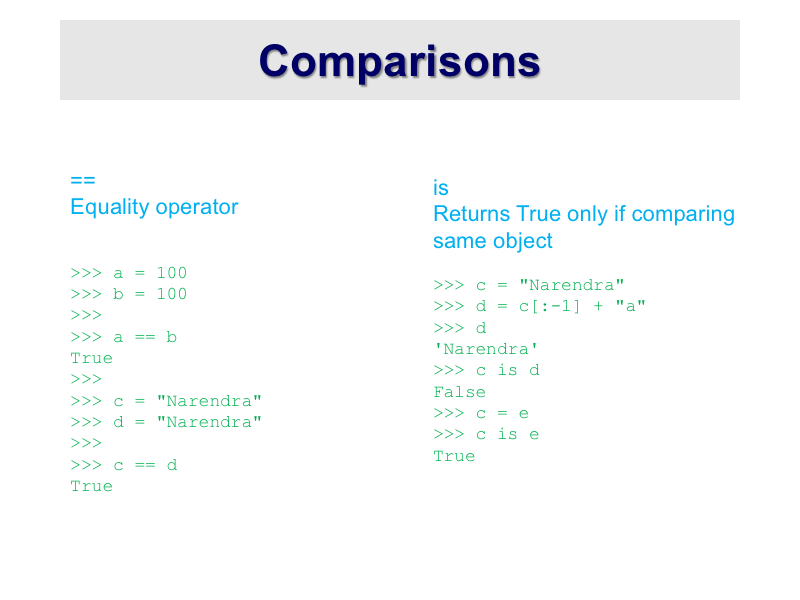 Comparisons
==
Equality operator
>>> a = 100
>>> b = 100
>>>
>>> a == b
True
>>>
>>> c = "Narendra"
>>> d = "Narendra"
>>>
>>> c == d
True
is
Returns True only if comparing
same object
>>> c = "Narendra"
>>> d = c[:-1] + "a"
>>> d
'Narendra'
>>> c is d
False
>>> c = e
>>> c is e
True